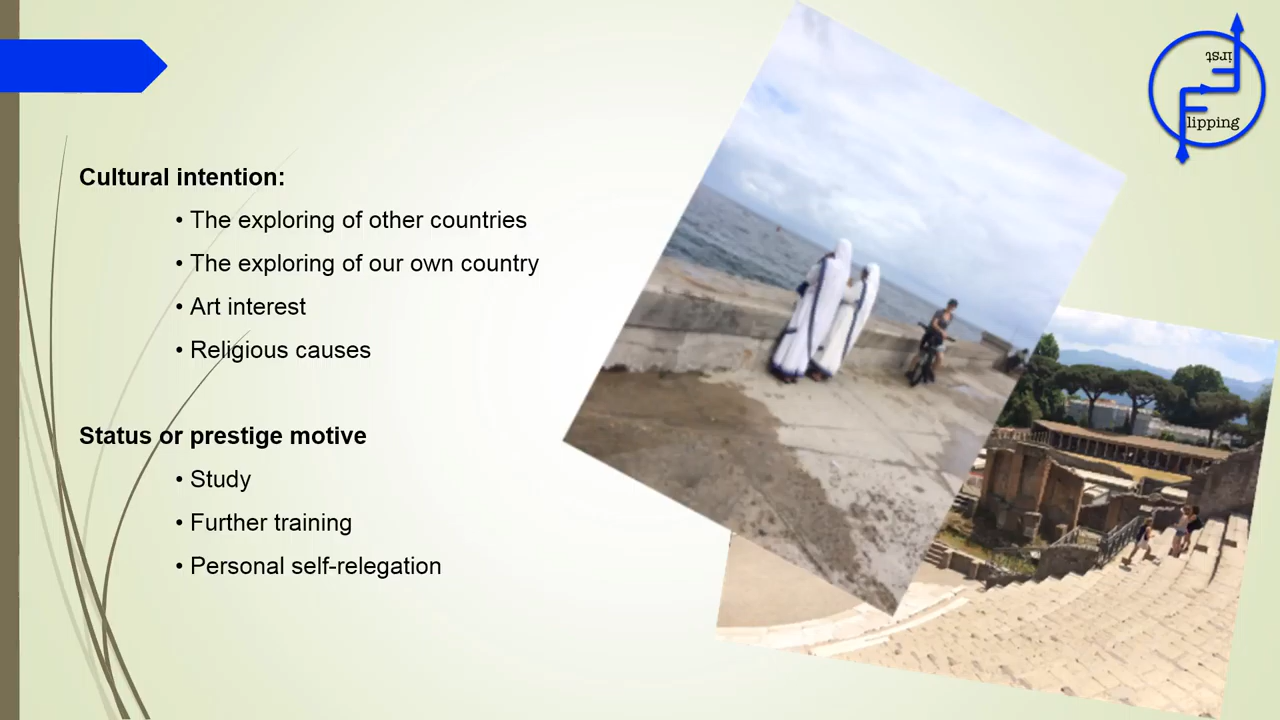 irst
lipping
Cultural intention:
• The exploring of other countries
• The exploring of our own country
• Art interest
• Religious causes
Status or prestige motive
• Study
• Further training
• Personal self-relegation